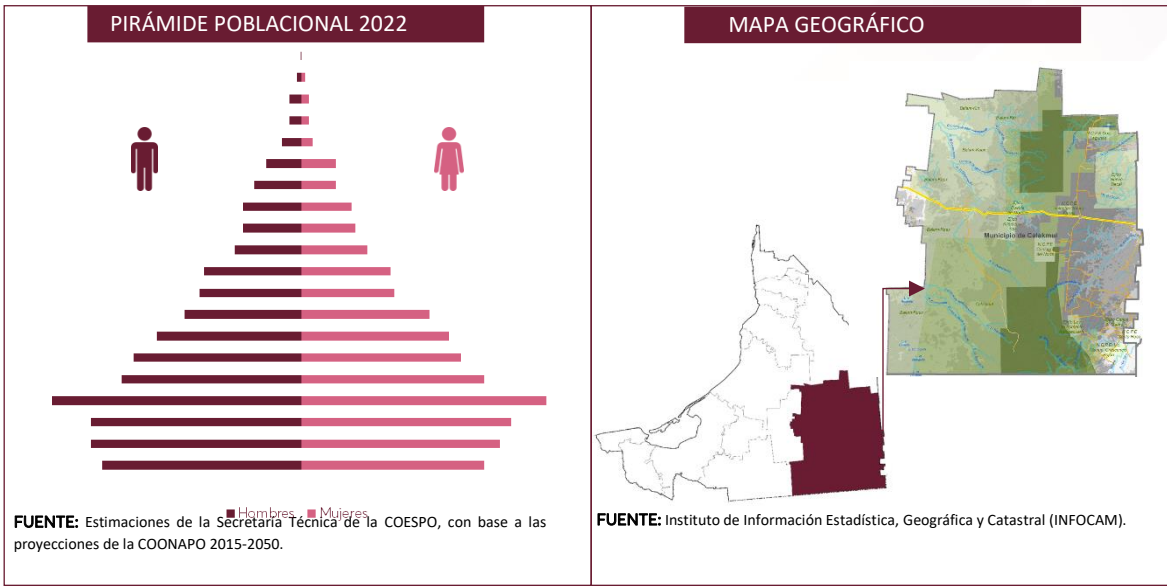 PIRÁMIDE POBLACIONAL 2022
Hombres Mujeres
FUENTE: Estimaciones de la Secretaría Técnica de la COESPO, con base a las
proyecciones de la COONAPO 2015-2050.
MAPA GEOGRÁFICO
Municipio de Calakmul
FUENTE: Instituto de Información Estadística, Geográfica y Catastral (INFOCAM).